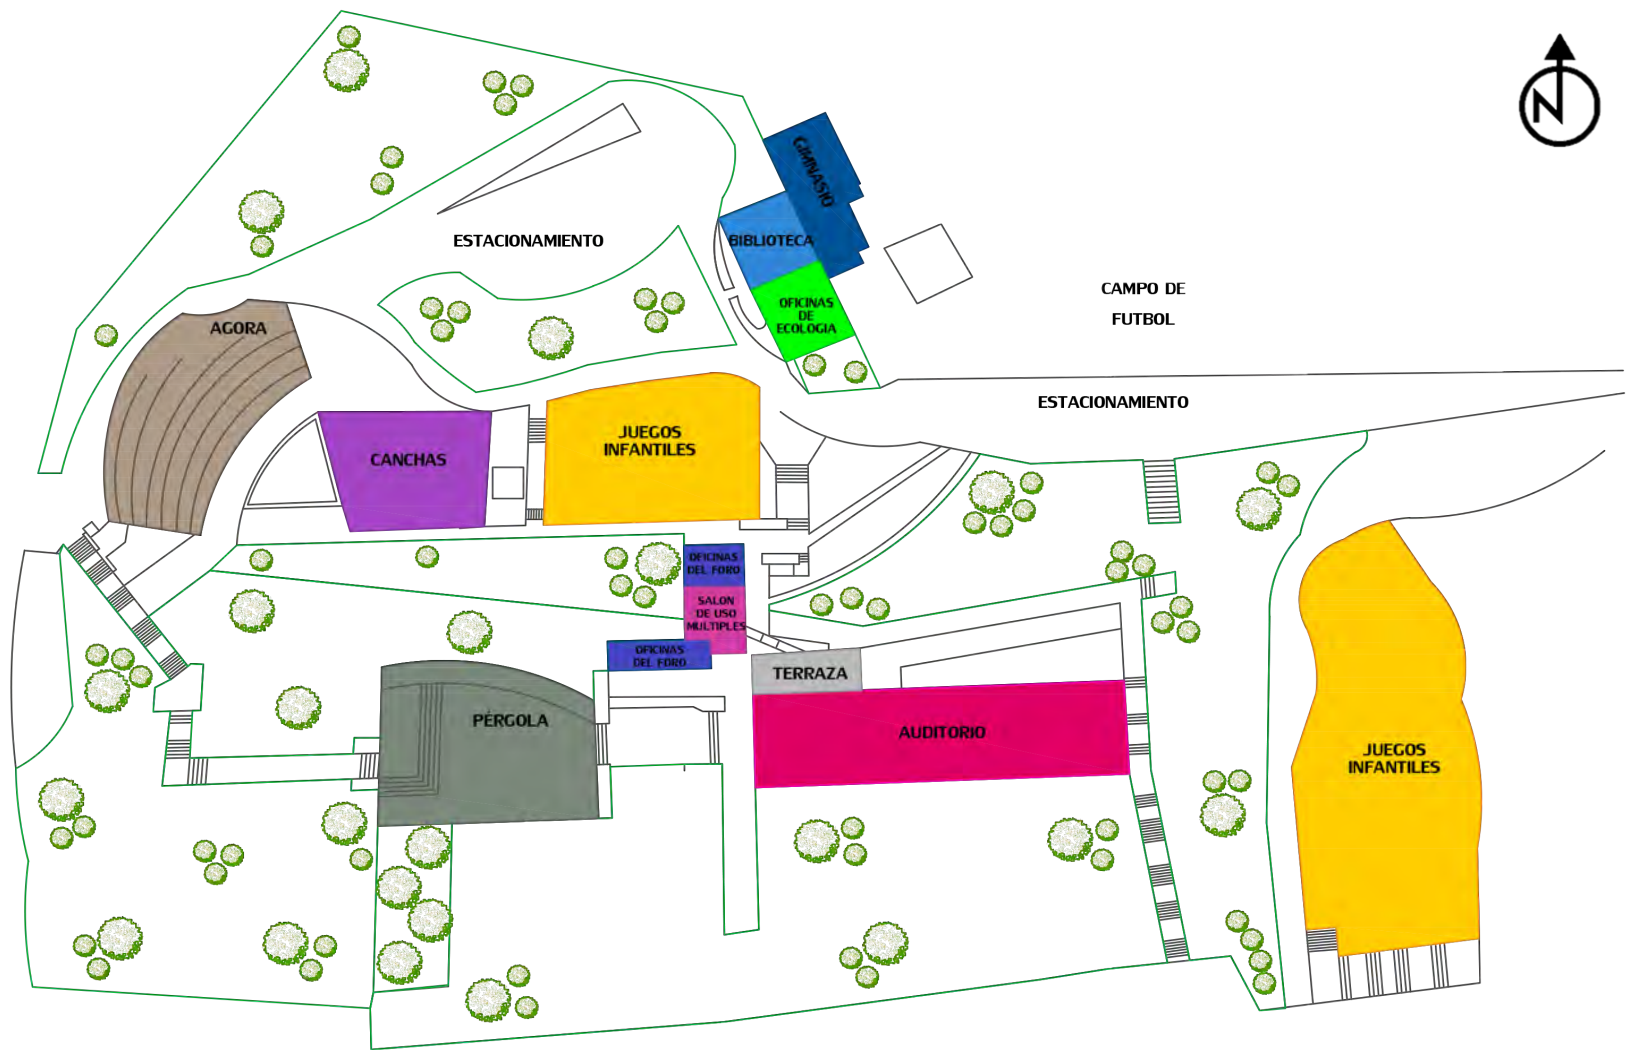 N
GIMNASIO
ESTACIONAMIENTO
BIBLIOTECA
CAMPO DE
FUTBOL
OFICINAS
DE
ECOLOGIA
AGORA
ESTACIONAMIENTO
JUEGOS
INFANTILES
CANCHAS
OFICINAS
DEL FORO
SALON
DE USO
MULTIPLES
OFICINAS
DEL FORO
TERRAZA
PÉRGOLA
AUDITORIO
JUEGOS
INFANTILES